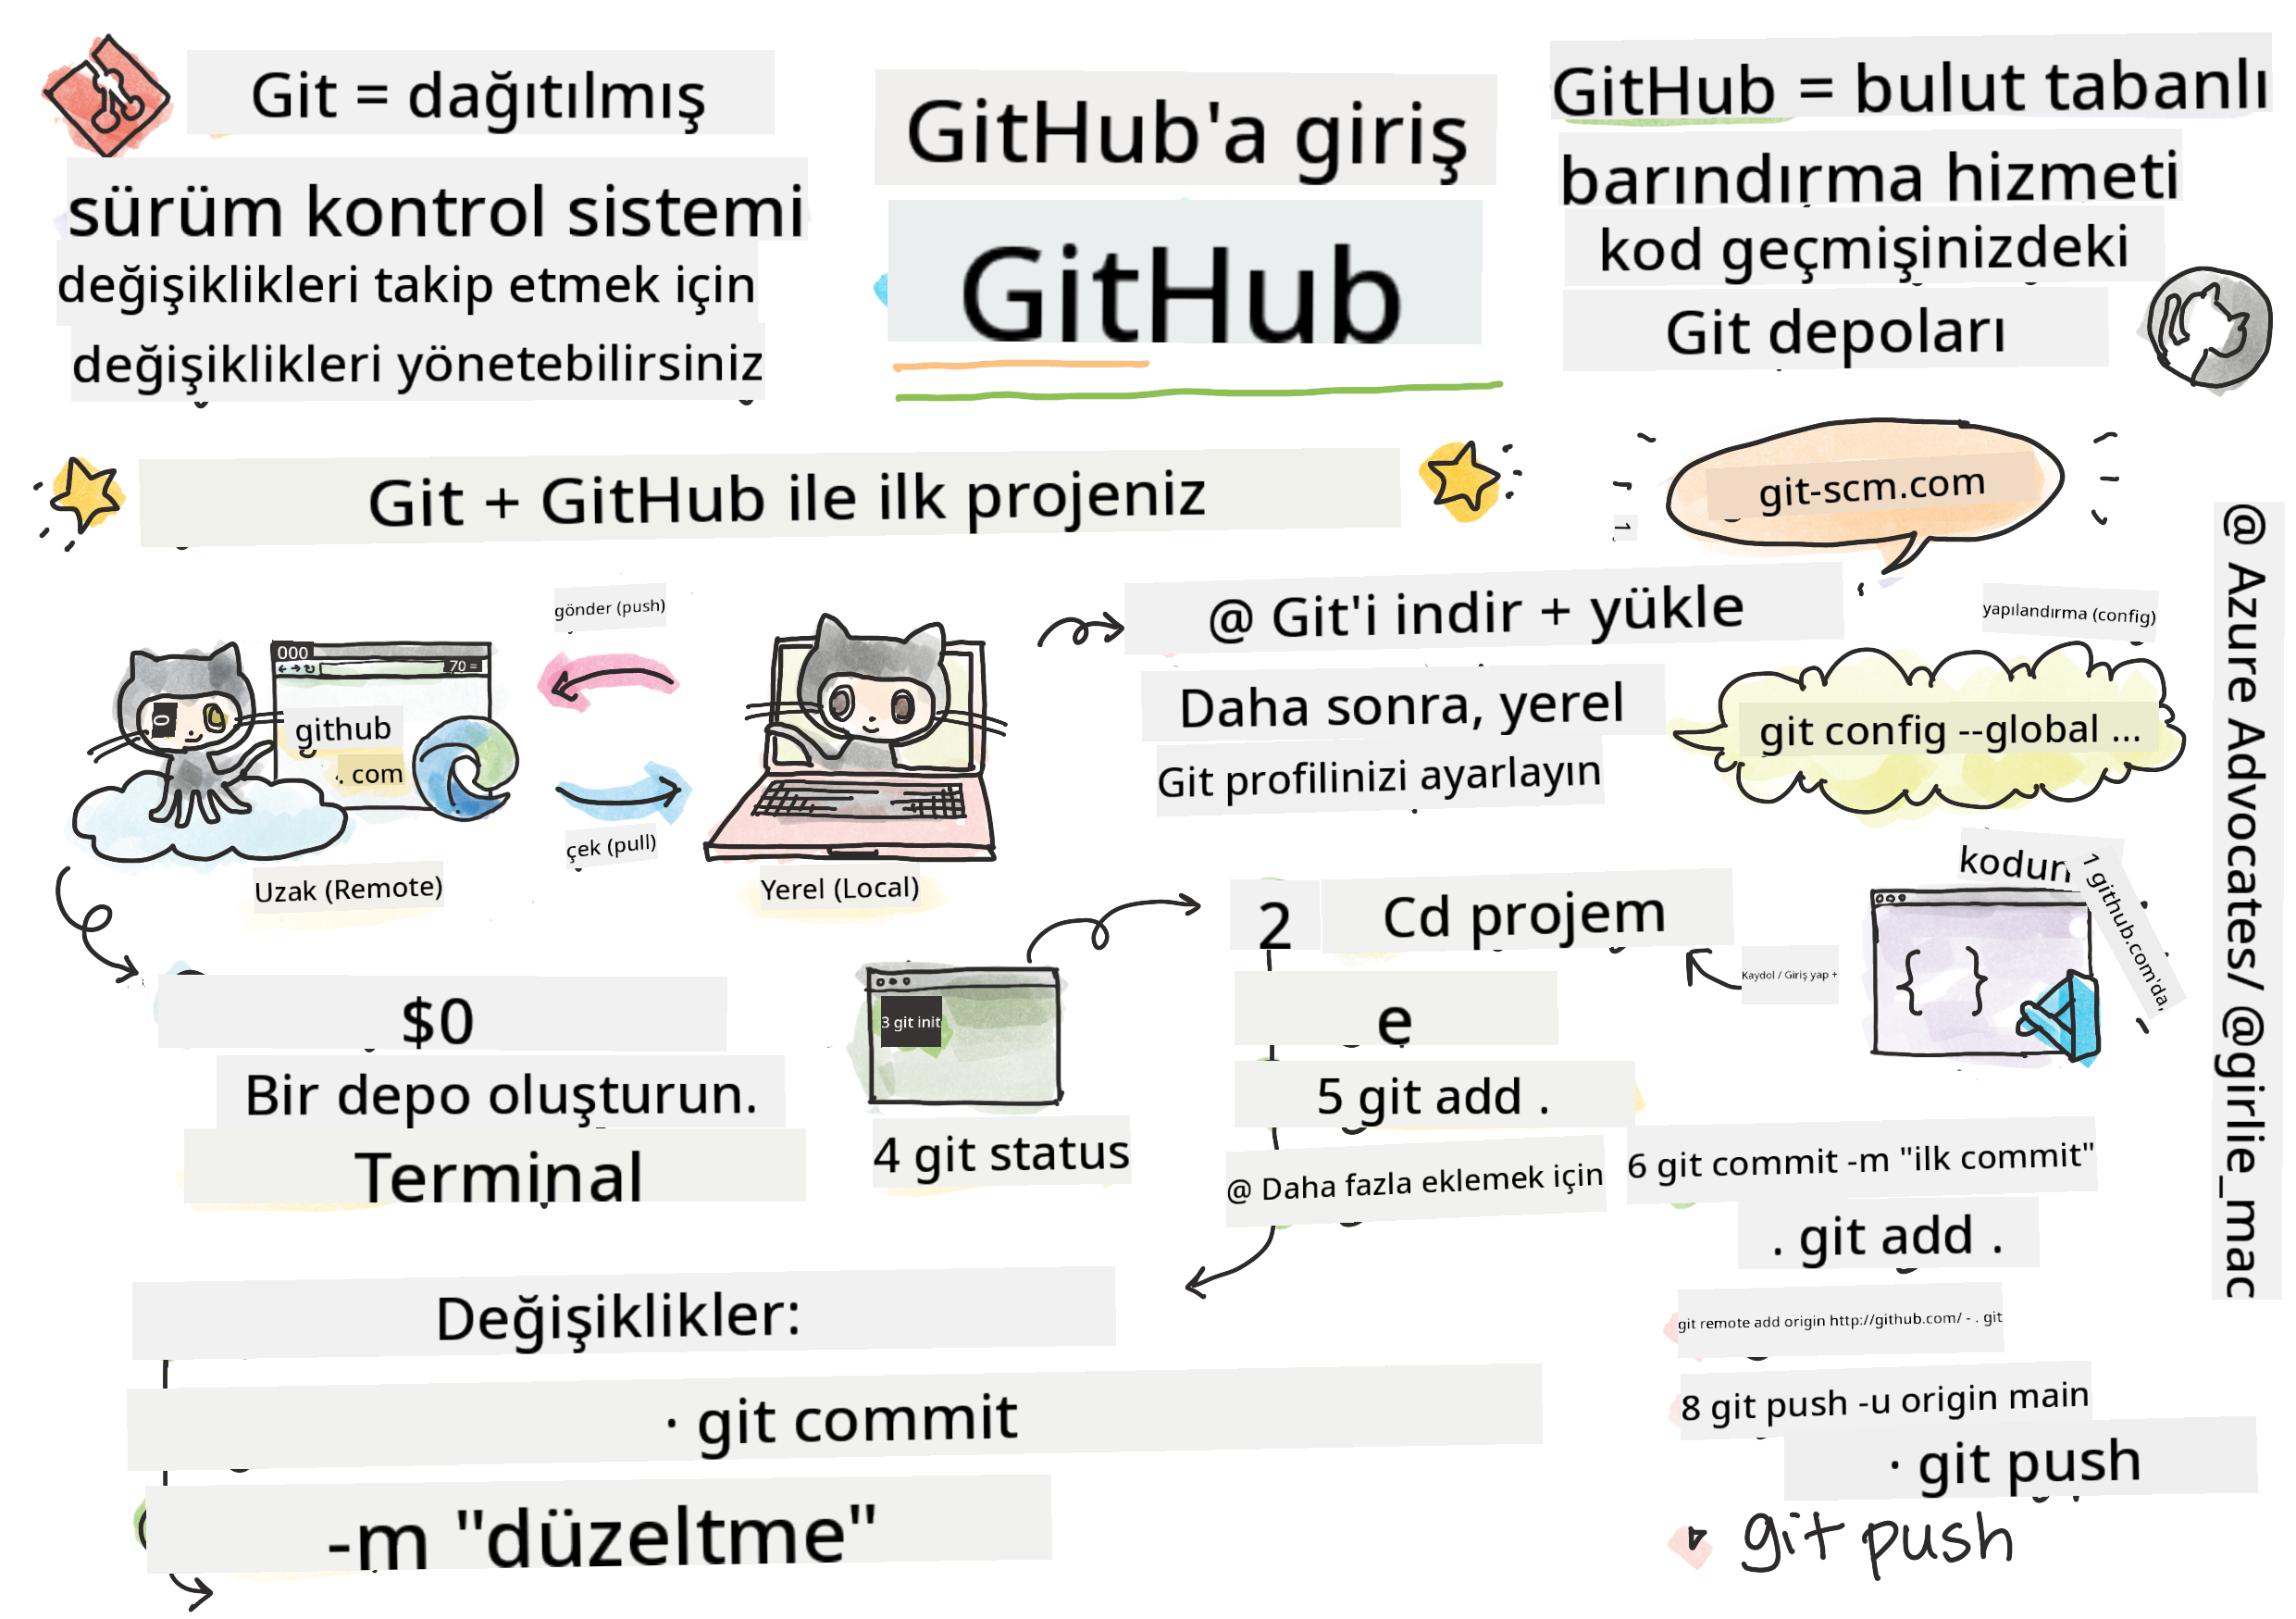 Git = dağıtılmış
sürüm kontrol sistemi
değişiklikleri takip etmek için
değişiklikleri yönetebilirsiniz
GitHub'a giriş
GitHub
GitHub = bulut tabanlı
barındırma hizmeti
kod geçmişinizdeki
Git depoları
Git + GitHub ile ilk projeniz
git-scm.com
1
gönder (push)
000
70 =
0
github
. com
çek (pull)
Uzak (Remote)
Yerel (Local)
@ Git'i indir + yükle
Daha sonra, yerel
Git profilinizi ayarlayın
yapılandırma (config)
git config --global ...
@ Azure Advocates/ @girlie_mac
$0
Bir depo oluşturun.
Terminal
3 git init
4 git status
2
Cd projem
e
5 git add .
@ Daha fazla eklemek için
Kaydol / Giriş yap +
kodun
1 github.com'da,
{ }
6 git commit -m "ilk commit"
. git add .
git remote add origin http://github.com/ - . git
8 git push -u origin main
· git push
git push
Değişiklikler:
· git commit
-m "düzeltme"